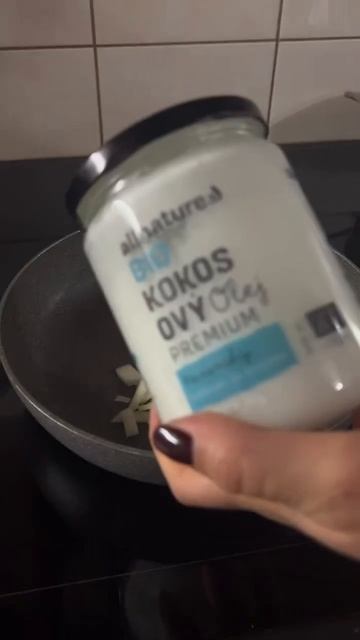 allnature
BIO
KOKOS
OVÝ Olej
PREMIUM